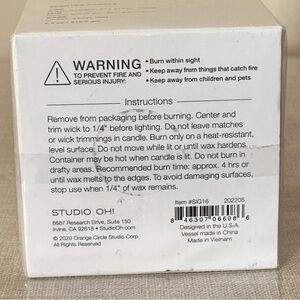 WARNING
TO PREVENT FIRE AND
SERIOUS INJURY:
• Burn within sight
• Keep away from things that catch fire
• Keep away from children and pets
Instructions
Remove from packaging before burning. Center and
trim wick to 1/4" before lighting. Do not leave matches
or wick trimmings in candle. Burn only on a heat-resistant,
level surface. Do not move while lit or until wax hardens.
Container may be hot when candle is lit. Do not burn in
drafty areas. Recommended burn time: approx. 4 hrs or
until wax melts to the edges. To avoid damaging surfaces,
stop use when 1/4" of wax remains.
STUDIO OH!
8687 Research Drive, Suite 150
Irvine, CA 92618 • StudioOh.com
© 2020 Orange Circle Studio Corp.
All Rights Reserved.
Item #SIG16
202205
46307 06608 6
Designed in the U.S.A.
Vessel made in China
Made in Vietnam